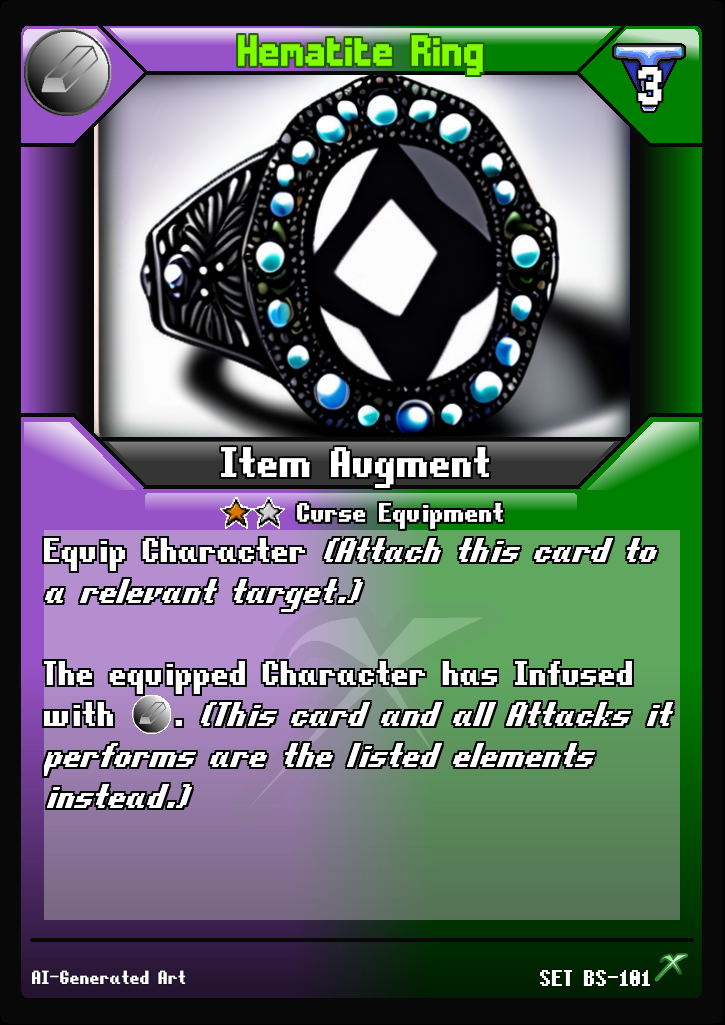 Hematite Ring
3
Item Augment
Curse Equipment
Equip Character (Attach this card to
a relevant target.)
The equipped Character has Infused
with . (This card and all Attacks it
performs are the listed elements
instead.)
AI-Generated Art
SET BS-101